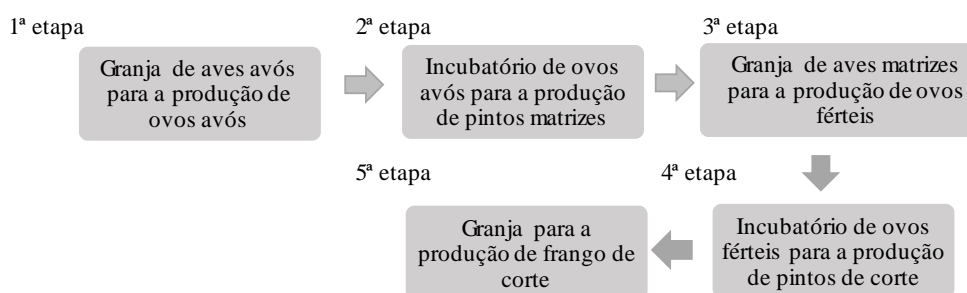 1ª etapa
Granja de aves avós
para a produção de
ovos avós
2ª etapa
Incubatório de ovos
avós para a produção
de pintos matrizes
3ª etapa
Granja de aves matrizes
para a produção de ovos
férteis
4ª etapa
Incubatório de ovos
férteis para a produção
de pintos de corte
5ª etapa
Granja para a
produção de frango de
corte